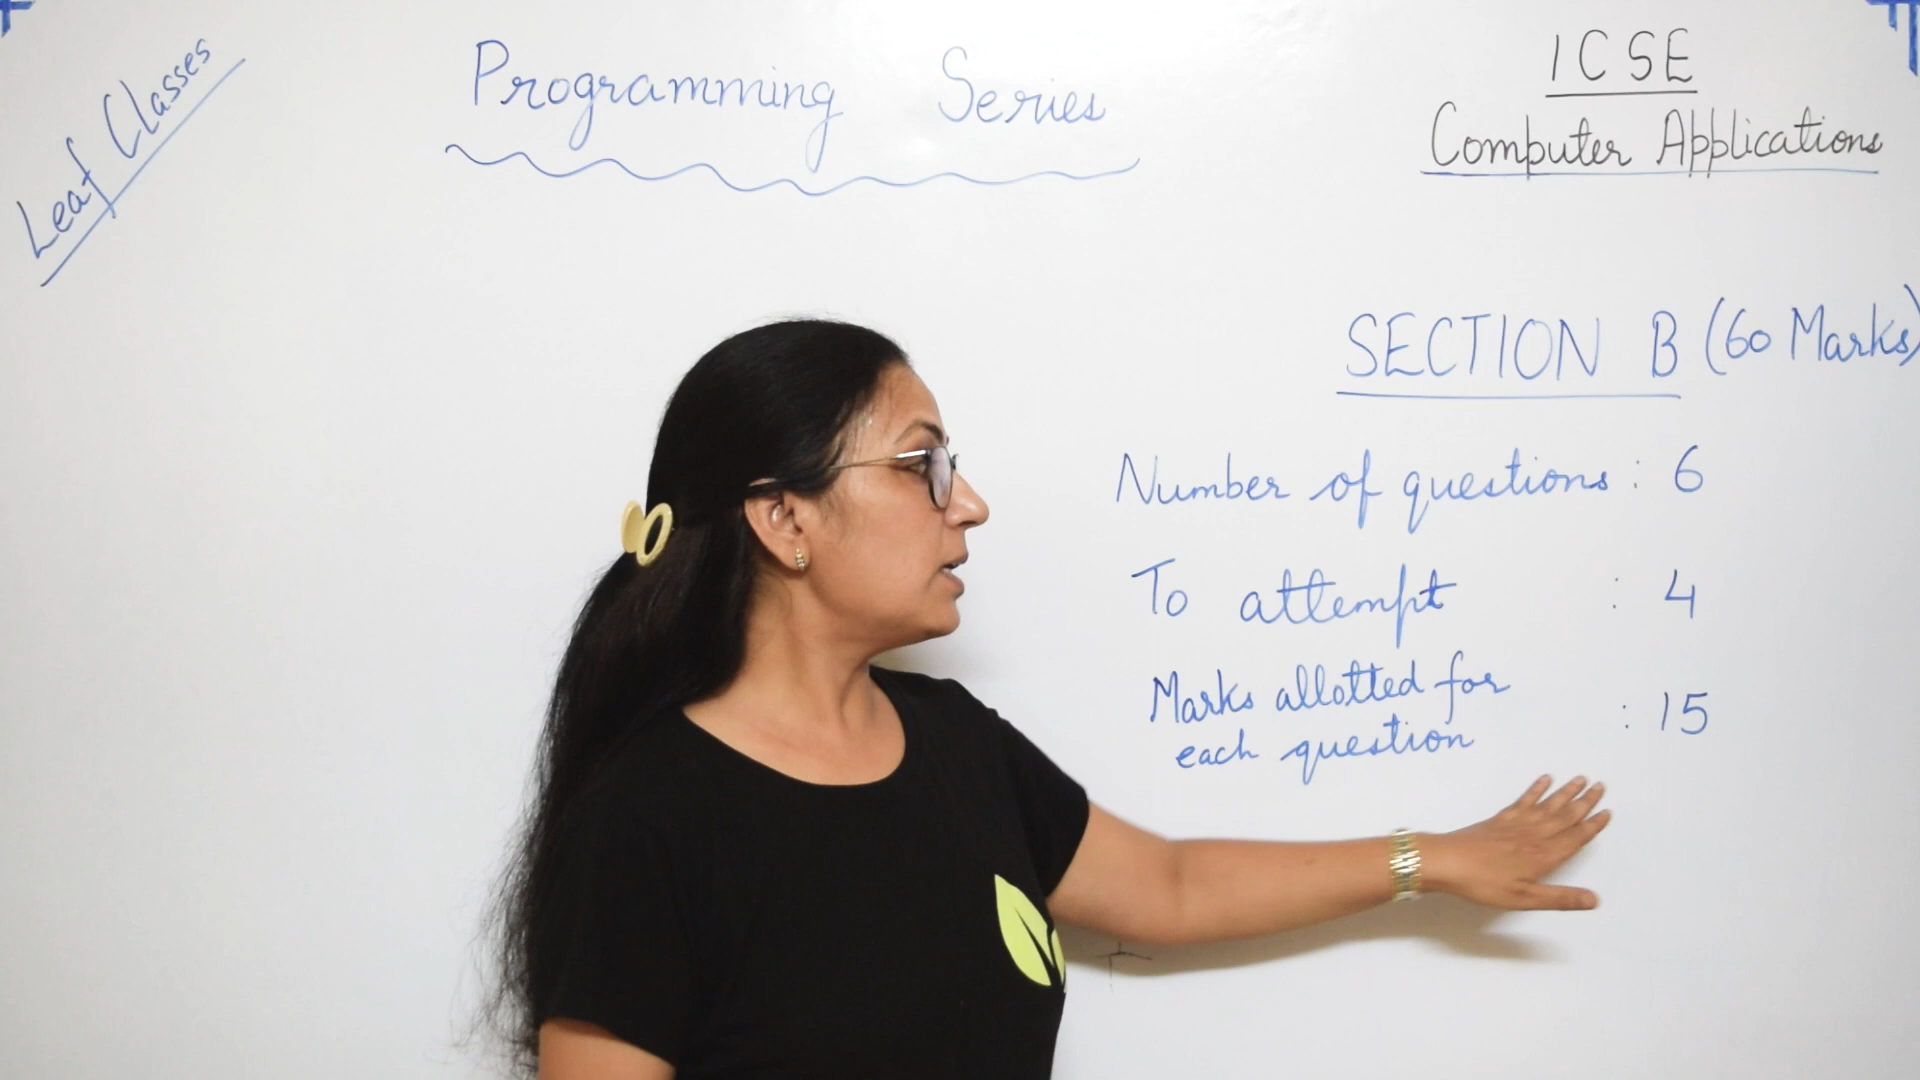 Leaf Classes
Programming Series
ICSE
Computer Applications
SECTION B (60 Marks)
Number of questions : 6
To attempt : 4
Marks allotted for
each question : 15